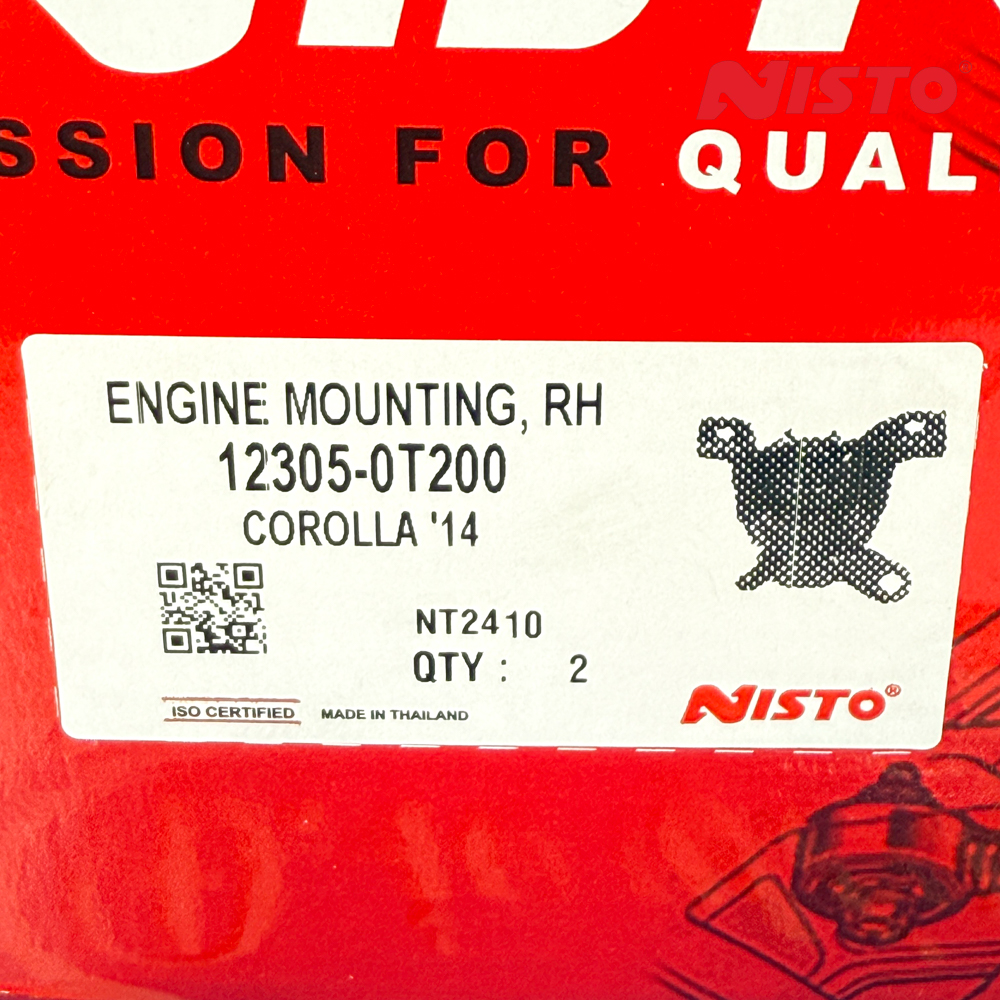 NISTO
SSION FOR QUAL
ENGINE MOUNTING, RH
12305-0T200
COROLLA '14
NT2410
QTY : 2
ISO CERTIFIED MADE IN THAILAND
NISTO®